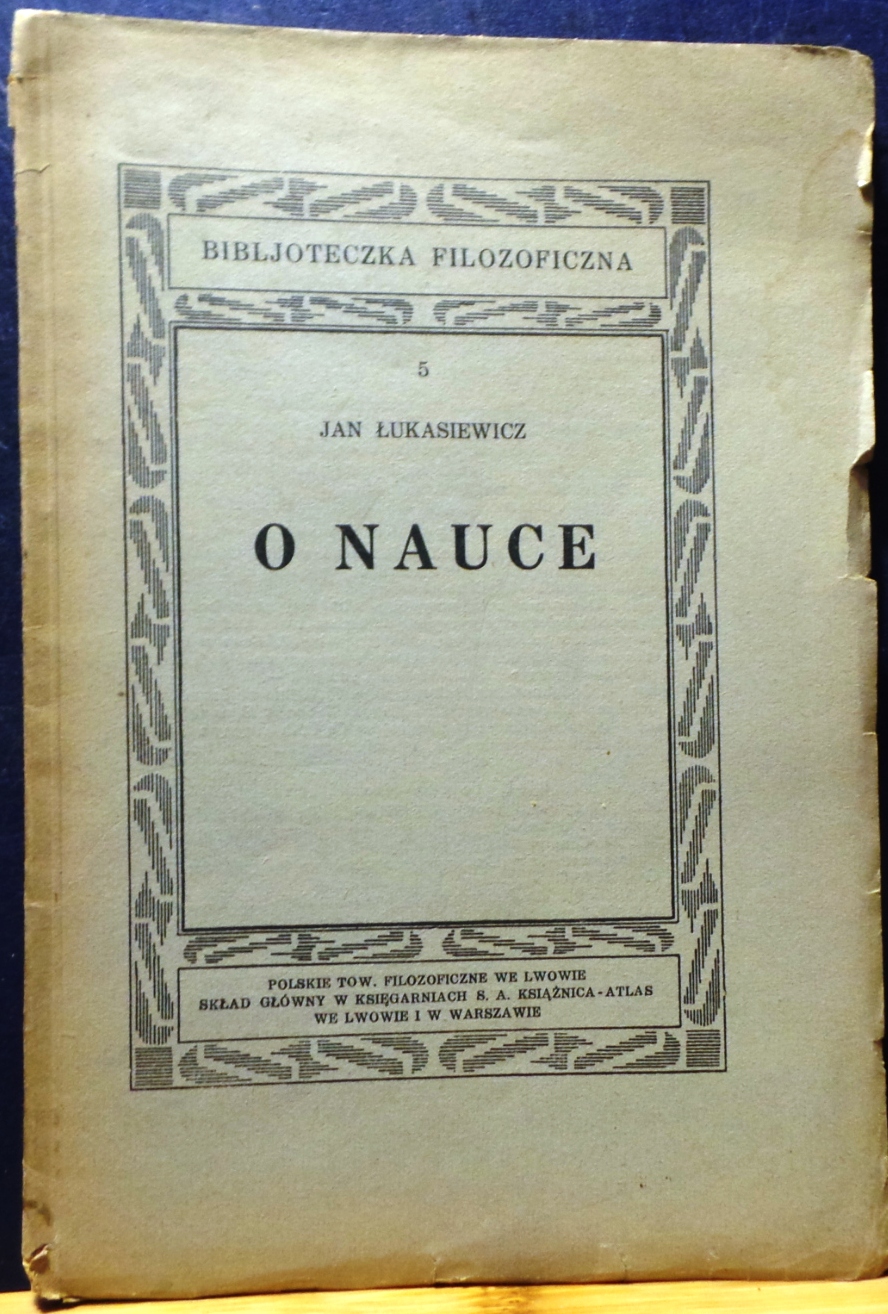 BIBLJOTECZKA FILOZOFICZNA
5
JAN ŁUKASIEWICZ
O NAUCE
POLSKIE TOW. FILOZOFICZNE WE LWOWIE
SKŁAD GŁÓWNY W KSIĘGARNIACH S. A. KSIĄŻNICA-ATLAS
WE LWOWIE I W WARSZAWIE